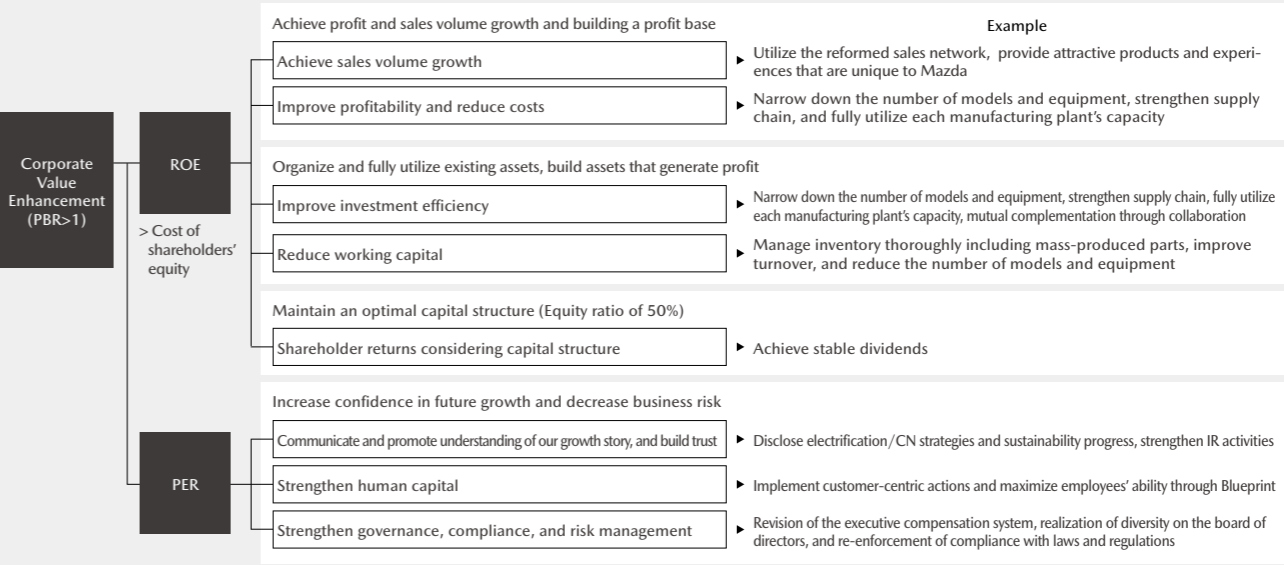 Corporate
Value
Enhancement
(PBR>1)
ROE
> Cost of
shareholders'
equity
Achieve profit and sales volume growth and building a profit base
Example
Achieve sales volume growth
▶ Utilize the reformed sales network, provide attractive products and experi-
ences that are unique to Mazda
Improve profitability and reduce costs
▶ Narrow down the number of models and equipment, strengthen supply
chain, and fully utilize each manufacturing plant's capacity
Organize and fully utilize existing assets, build assets that generate profit
Improve investment efficiency
▶ Narrow down the number of models and equipment, strengthen supply chain, fully utilize
each manufacturing plant's capacity, mutual complementation through collaboration
Reduce working capital
▶ Manage inventory thoroughly including mass-produced parts, improve
turnover, and reduce the number of models and equipment
Maintain an optimal capital structure (Equity ratio of 50%)
Shareholder returns considering capital structure
▶ Achieve stable dividends
PER
Increase confidence in future growth and decrease business risk
Communicate and promote understanding of our growth story, and build trust
▶ Disclose electrification/CN strategies and sustainability progress, strengthen IR activities
Strengthen human capital
▶ Implement customer-centric actions and maximize employees' ability through Blueprint
Strengthen governance, compliance, and risk management
▶ Revision of the executive compensation system, realization of diversity on the board of
directors, and re-enforcement of compliance with laws and regulations